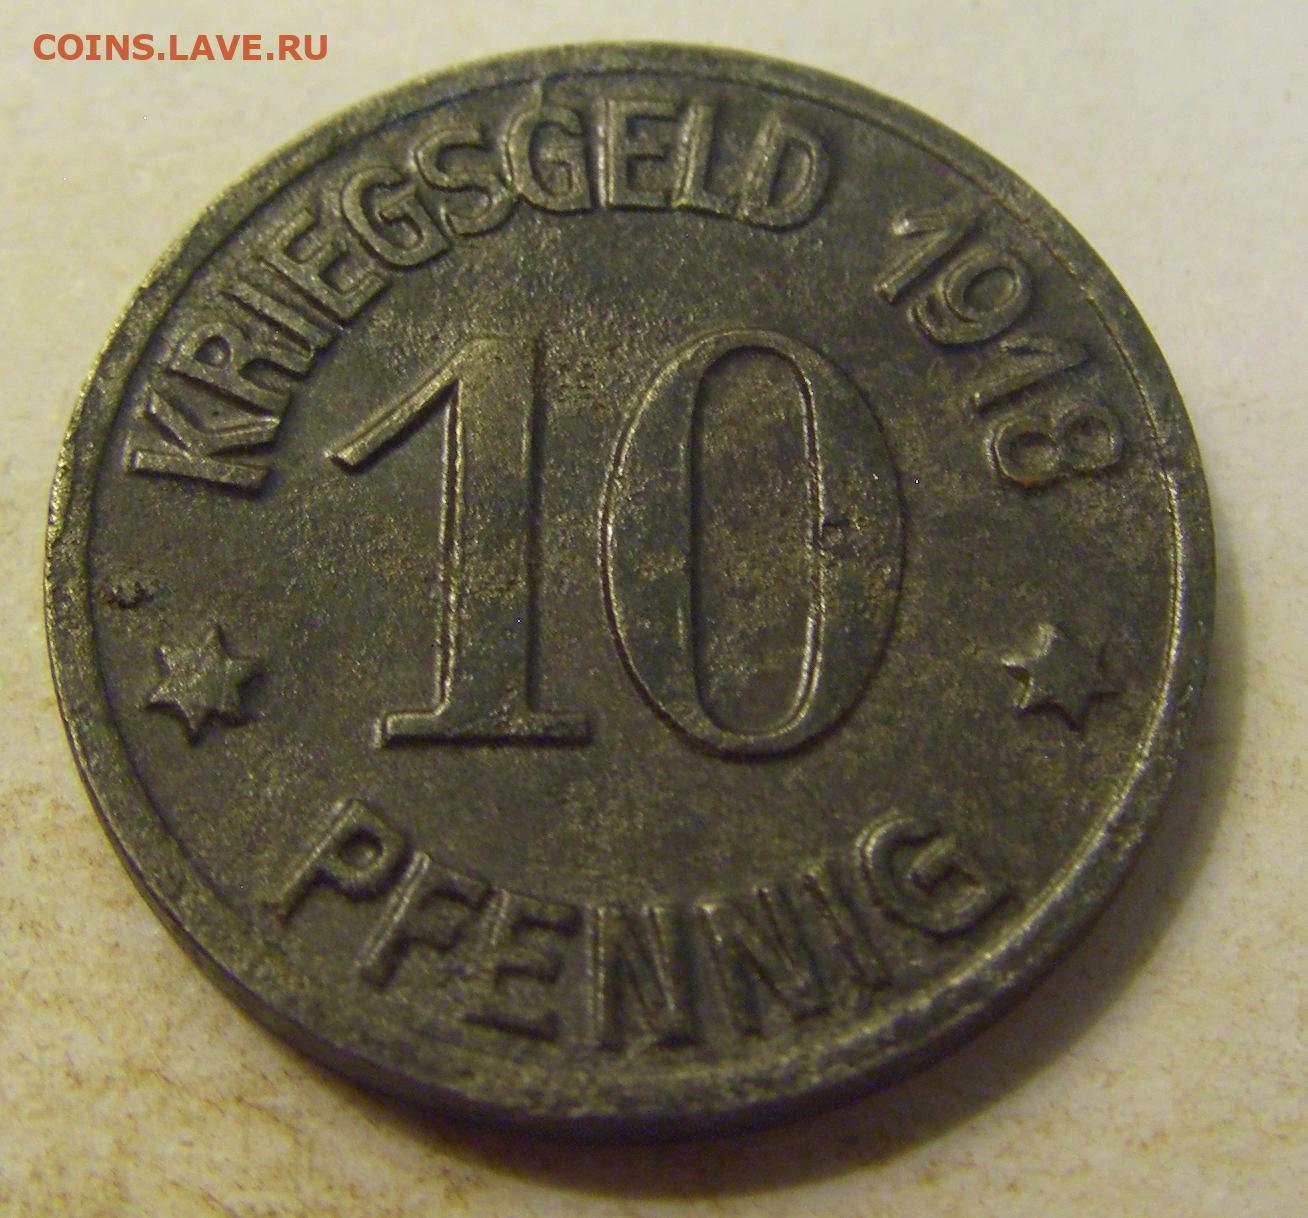 COINS.LAVE.RU
KRIEGSGELD 1918
10
PFENNIG